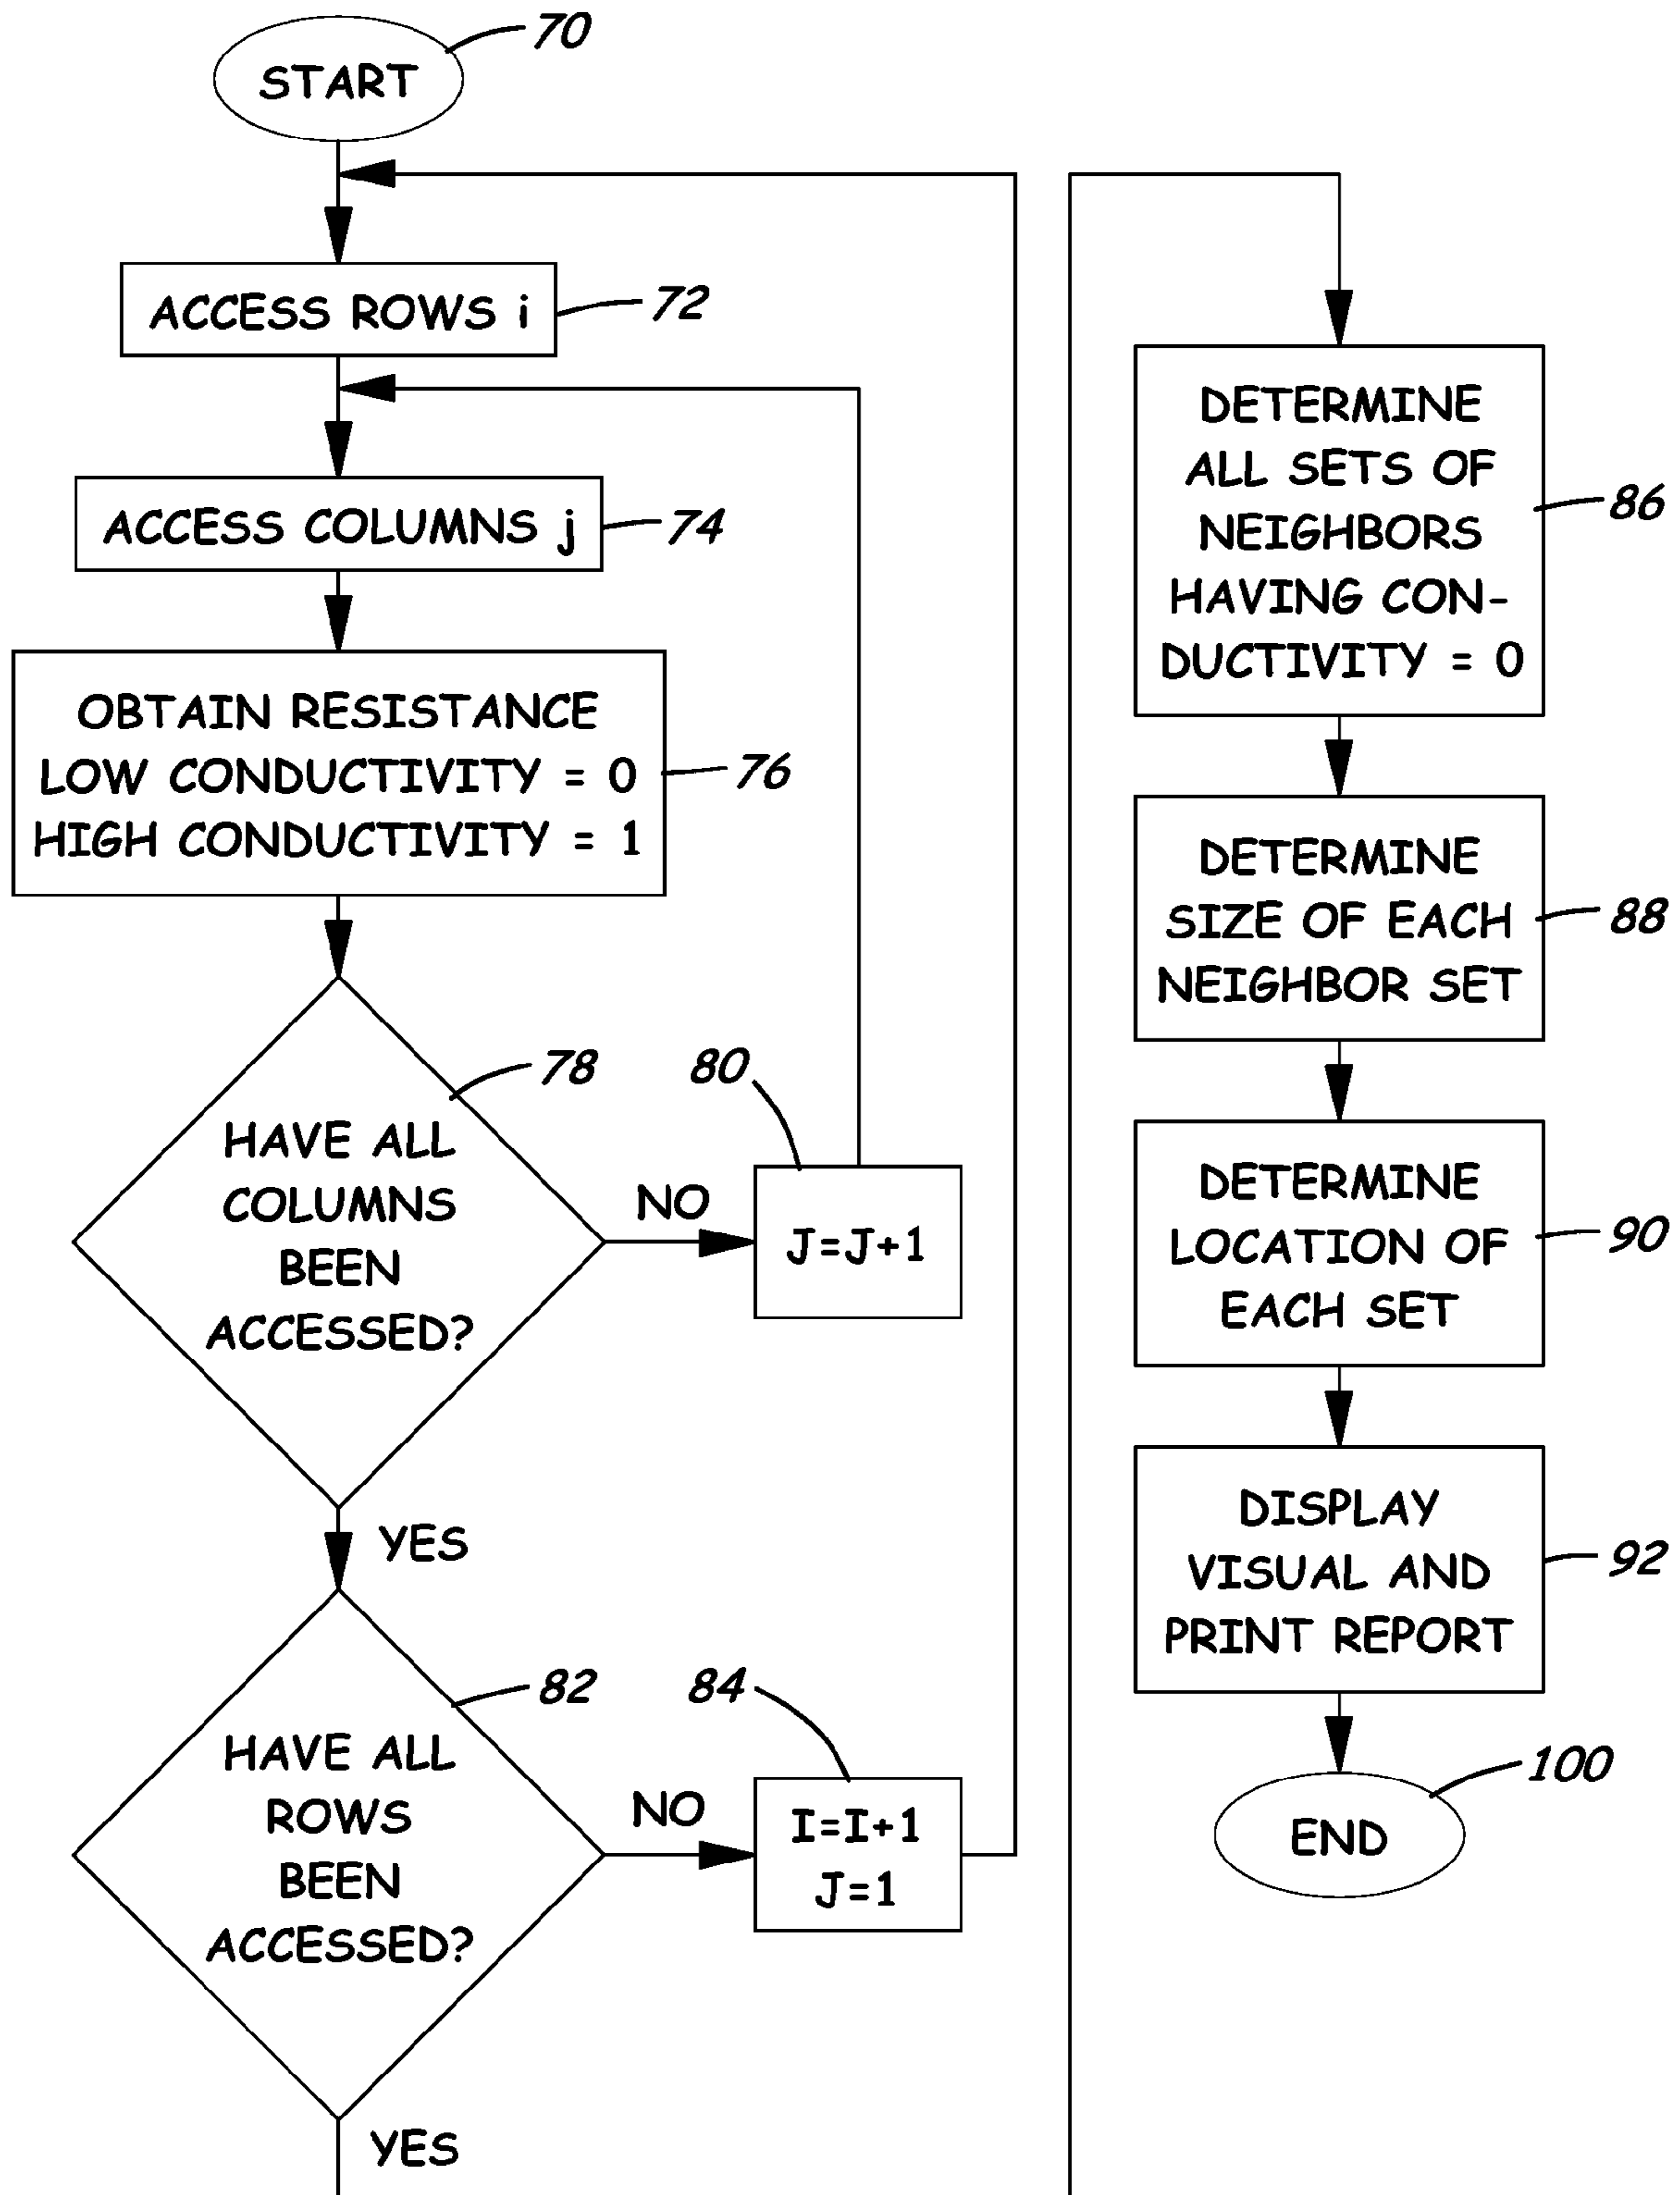 70
START
ACCESS ROWS i
72
ACCESS COLUMNS j
74
OBTAIN RESISTANCE
LOW CONDUCTIVITY = 0
HIGH CONDUCTIVITY = 1
76
78
HAVE ALL
COLUMNS
BEEN
ACCESSED?
NO
80
J=J+1
YES
82
HAVE ALL
ROWS
BEEN
ACCESSED?
NO
84
I=I+1
J=1
YES
DETERMINE
ALL SETS OF
NEIGHBORS
HAVING CON-
DUCTIVITY = 0
86
DETERMINE
SIZE OF EACH
NEIGHBOR SET
88
DETERMINE
LOCATION OF
EACH SET
90
DISPLAY
VISUAL AND
PRINT REPORT
92
100
END